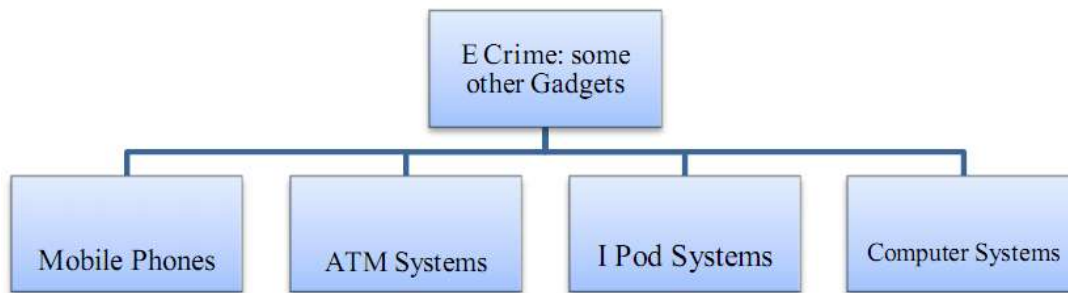 E Crime: some
other Gadgets
Mobile Phones
ATM Systems
I Pod Systems
Computer Systems